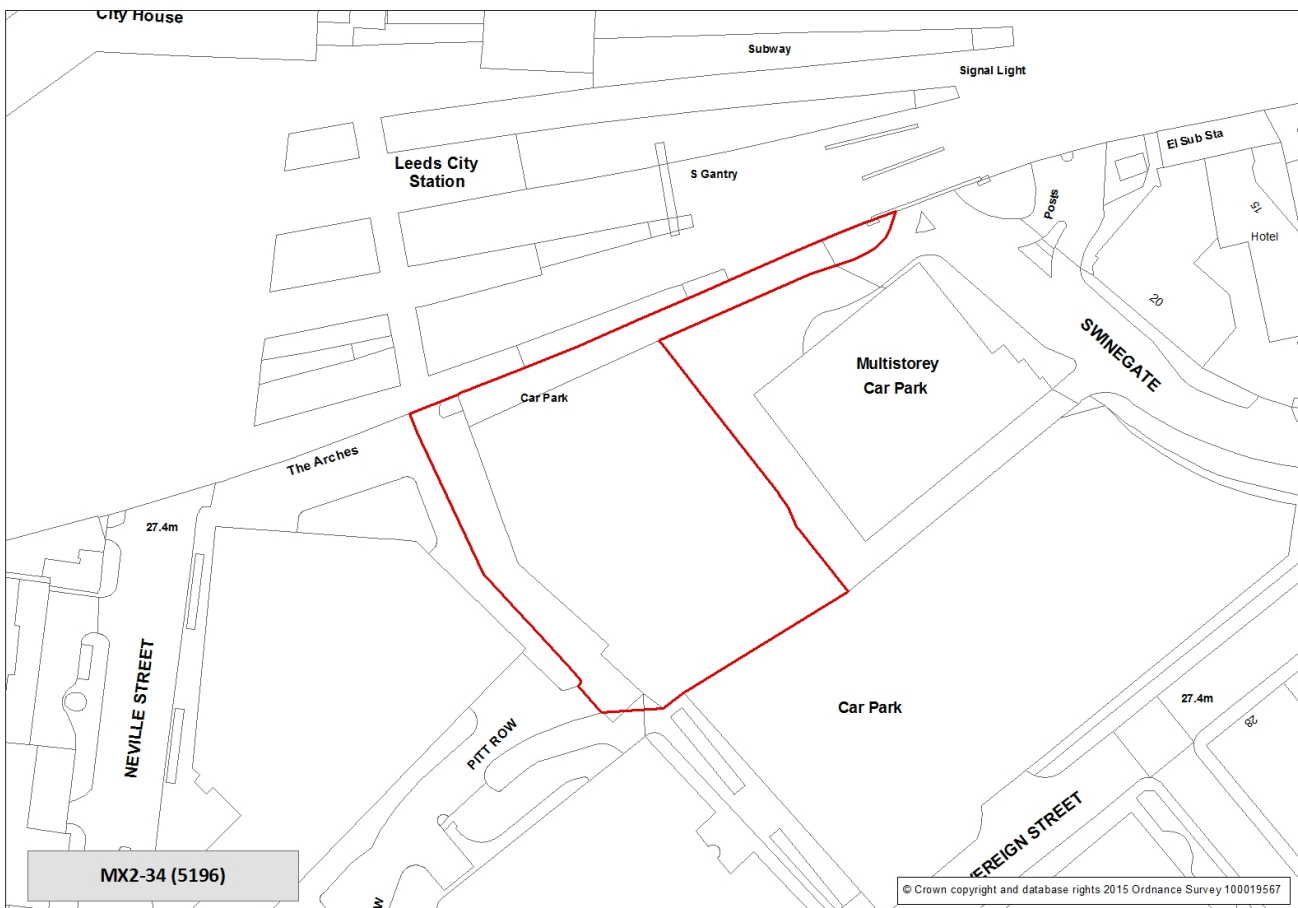 City House
Subway
Signal Light
El Sub Sta
Leeds City
Station
S Gantry
Posts
15
Hotel
20
SWINEGATE
Multistorey
Car Park
Car Park
The Arches
27.4m
NEVILLE STREET
PITT ROW
Car Park
27.4m
28
EREIGN STREET
W
MX2-34 (5196)
© Crown copyright and database rights 2015 Ordnance Survey 100019567